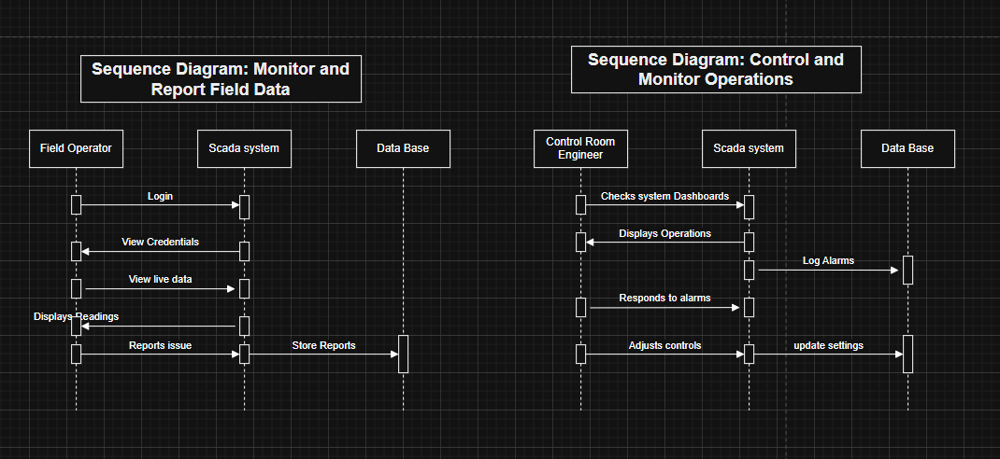 Sequence Diagram: Monitor and
Report Field Data
Field Operator
Scada system
Data Base
Login
View Credentials
View live data
Displays Readings
Reports issue
Store Reports
Sequence Diagram: Control and
Monitor Operations
Control Room
Engineer
Scada system
Data Base
Checks system Dashboards
Displays Operations
Log Alarms
Responds to alarms
Adjusts controls
update settings